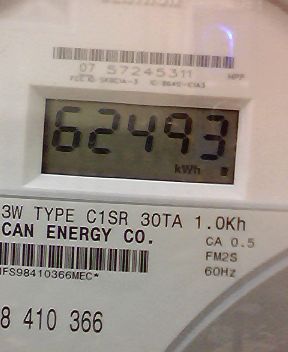 07 57245311
62493
kWh
3W TYPE C1SR 30TA 1.0Kh
CAN ENERGY CO.
CA 0.5
FM2S
60Hz
8 410 366